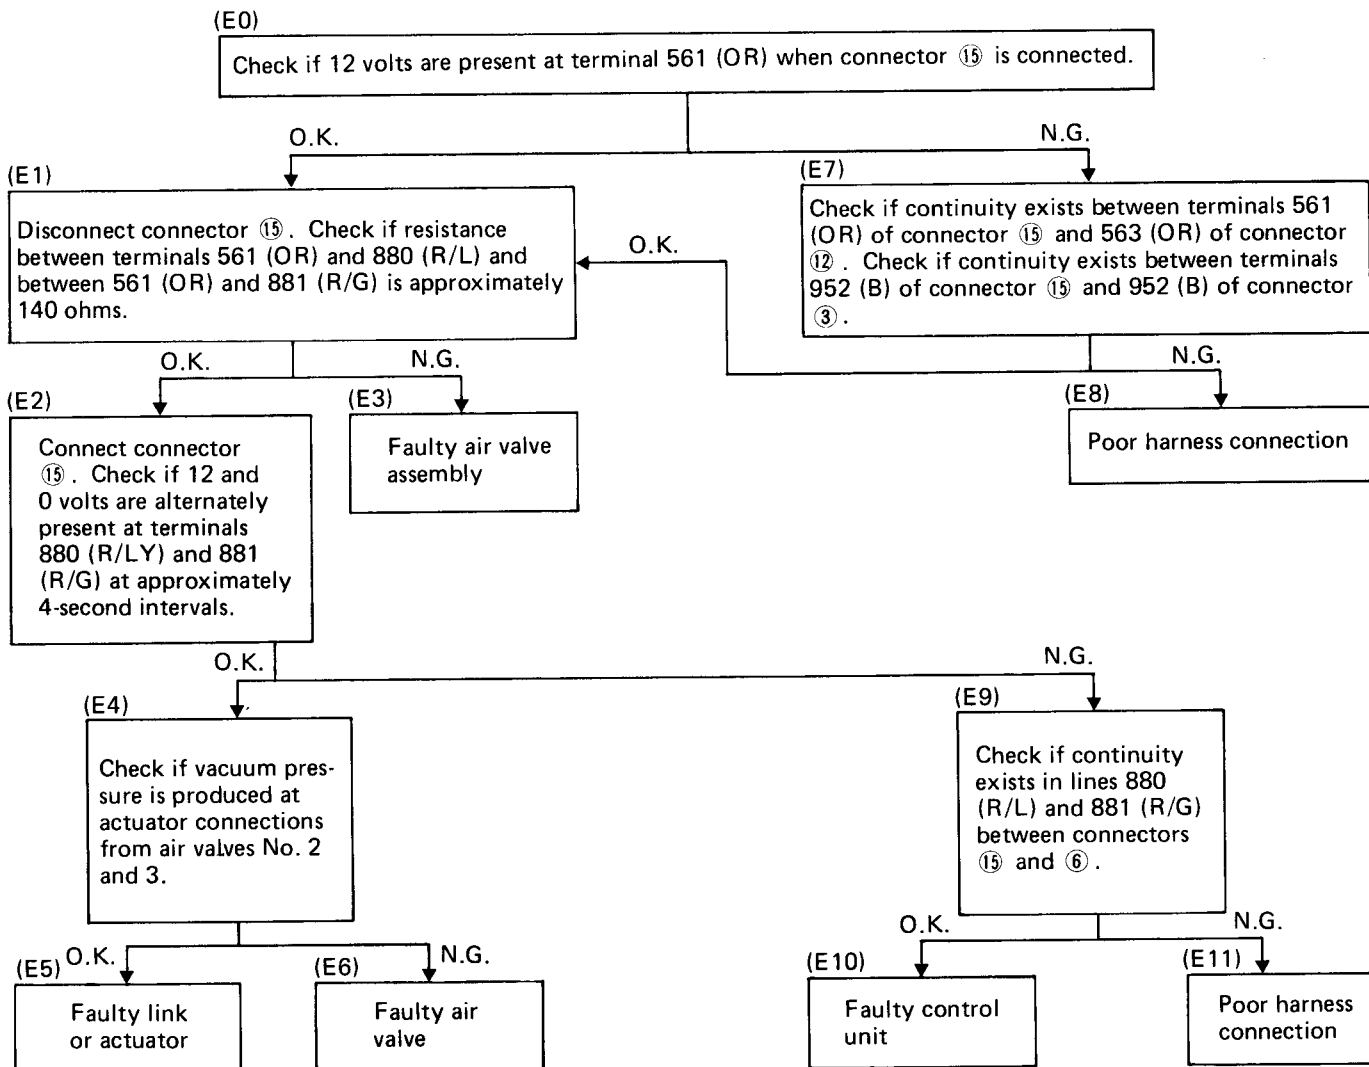 (E0)
Check if 12 volts are present at terminal 561 (OR) when connector ⑮ is connected.
O.K.
N.G.
(E1)
Disconnect connector ⑮. Check if resistance
between terminals 561 (OR) and 880 (R/L) and
between 561 (OR) and 881 (R/G) is approximately
140 ohms.
O.K.
(E7)
Check if continuity exists between terminals 561
(OR) of connector ⑮ and 563 (OR) of connector
⑫. Check if continuity exists between terminals
952 (B) of connector ⑮ and 952 (B) of connector
③.
O.K.
N.G.
N.G.
(E2)
Connect connector
⑮. Check if 12 and
0 volts are alternately
present at terminals
880 (R/LY) and 881
(R/G) at approximately
4-second intervals.
(E3)
Faulty air valve
assembly
(E8)
Poor harness connection
O.K.
N.G.
(E4)
Check if vacuum pres-
sure is produced at
actuator connections
from air valves No. 2
and 3.
(E9)
Check if continuity
exists in lines 880
(R/L) and 881 (R/G)
between connectors
⑮ and ⑥.
O.K.
N.G.
O.K.
N.G.
(E5)
Faulty link
or actuator
(E6)
Faulty air
valve
(E10)
Faulty control
unit
(E11)
Poor harness
connection